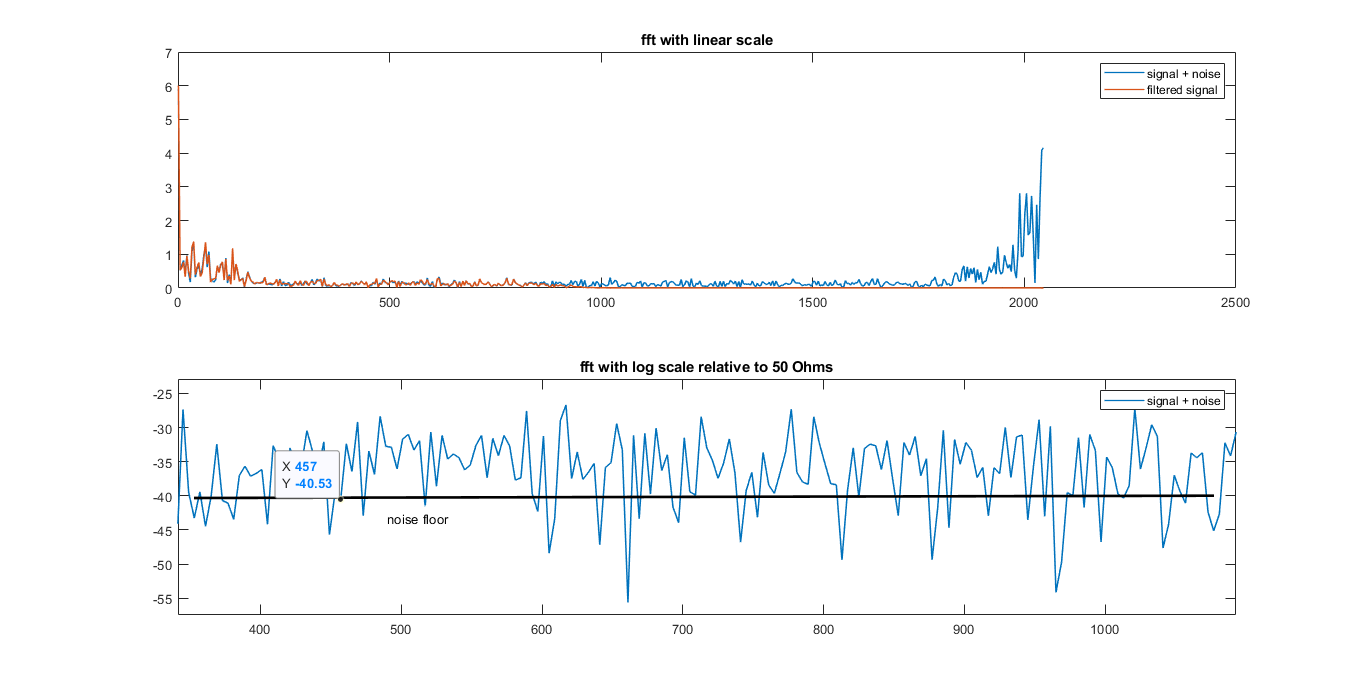 fft with linear scale
7
6
5
4
3
2
1
0
0 500 1000 1500 2000 2500
signal + noise
filtered signal
fft with log scale relative to 50 Ohms
-25
-30
-35
-40
-45
-50
-55
400 500 600 700 800 900 1000
signal + noise
X 457
Y -40.53
noise floor